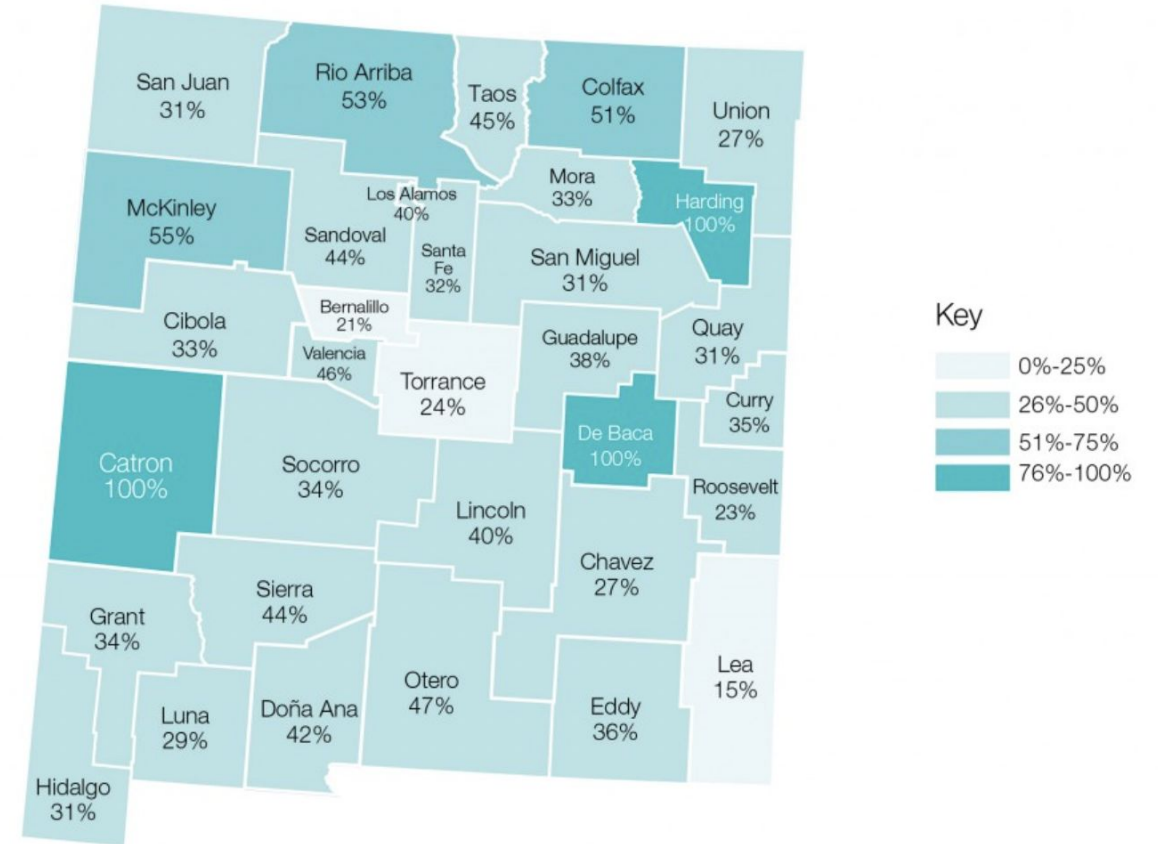 San Juan
31%
Rio Arriba
53%
Taos
45%
Colfax
51%
Union
27%
McKinley
55%
Los Alamos
40%
Mora
33%
Harding
100%
Sandoval
44%
Santa
Fe
32%
San Miguel
31%
Cibola
33%
Bernalillo
21%
Valencia
46%
Torrance
24%
Guadalupe
38%
Quay
31%
Curry
35%
Catron
100%
Socorro
34%
De Baca
100%
Roosevelt
23%
Lincoln
40%
Chavez
27%
Grant
34%
Sierra
44%
Luna
29%
Doña Ana
42%
Otero
47%
Eddy
36%
Lea
15%
Hidalgo
31%
Key
0%-25%
26%-50%
51%-75%
76%-100%